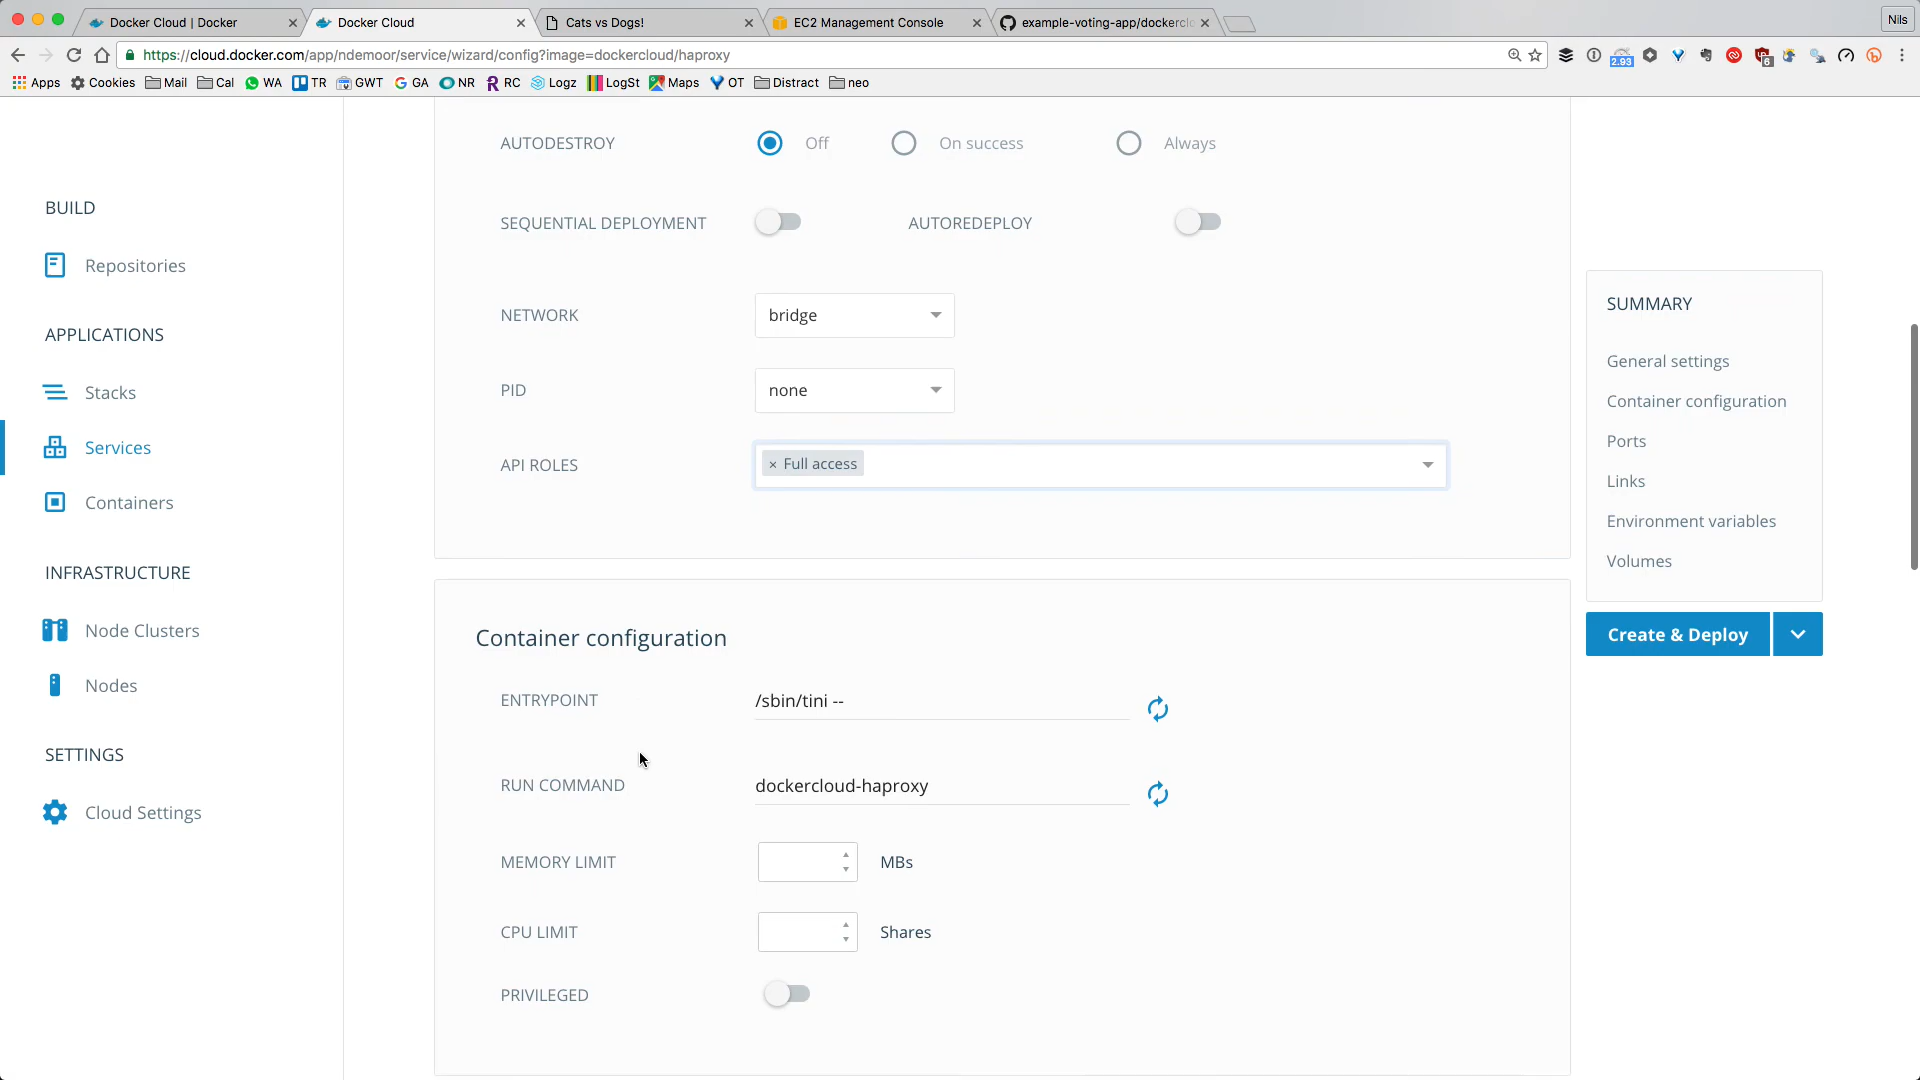 Docker Cloud | Docker
Docker Cloud
Cats vs Dogs!
EC2 Management Console
example-voting-app/dockerclo
Nils
https://cloud.docker.com/app/ndemoor/service/wizard/config?image=dockercloud/haproxy
2.93
6
Apps
Cookies
Mail
Cal
WA
TR
GWT
GA
NR
RC
Logz
LogSt
Maps
OT
Distract
neo
AUTODESTROY
Off
On success
Always
SEQUENTIAL DEPLOYMENT
AUTOREDEPLOY
NETWORK
bridge
PID
none
API ROLES
× Full access
BUILD
Repositories
APPLICATIONS
Stacks
Services
Containers
INFRASTRUCTURE
Node Clusters
Nodes
SETTINGS
Cloud Settings
Container configuration
ENTRYPOINT
/sbin/tini --
RUN COMMAND
dockercloud-haproxy
MEMORY LIMIT
MBs
CPU LIMIT
Shares
PRIVILEGED
SUMMARY
General settings
Container configuration
Ports
Links
Environment variables
Volumes
Create & Deploy